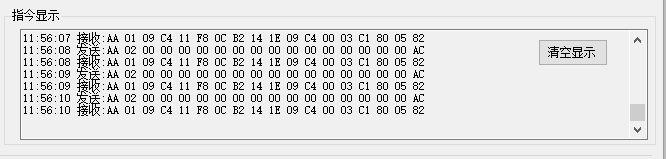 指令显示
11:56:07 接收:AA 01 09 C4 11 F8 0C B2 14 1E 09 C4 00 03 C1 80 05 82
11:56:08 发送:AA 02 00 00 00 00 00 00 00 00 00 00 00 00 00 00 00 AC
11:56:08 接收:AA 01 09 C4 11 F8 0C B2 14 1E 09 C4 00 03 C1 80 05 82
11:56:09 发送:AA 02 00 00 00 00 00 00 00 00 00 00 00 00 00 00 00 AC
11:56:09 接收:AA 01 09 C4 11 F8 0C B2 14 1E 09 C4 00 03 C1 80 05 82
11:56:10 发送:AA 02 00 00 00 00 00 00 00 00 00 00 00 00 00 00 00 AC
11:56:10 接收:AA 01 09 C4 11 F8 0C B2 14 1E 09 C4 00 03 C1 80 05 82
清空显示